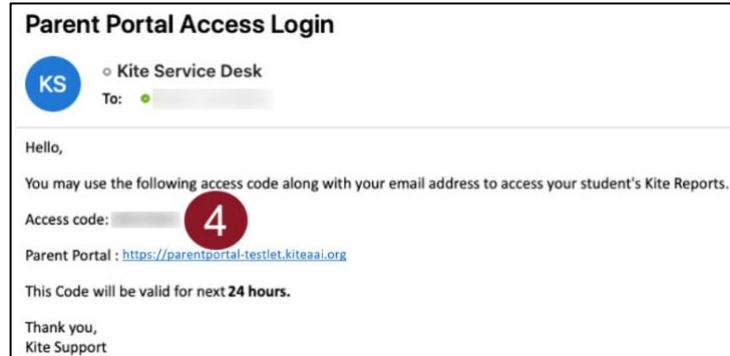 Parent Portal Access Login
KS
Kite Service Desk
To:
Hello,
You may use the following access code along with your email address to access your student's Kite Reports.
Access code:
4
Parent Portal : https://parentportal-testlet.kiteaai.org
This Code will be valid for next 24 hours.
Thank you,
Kite Support